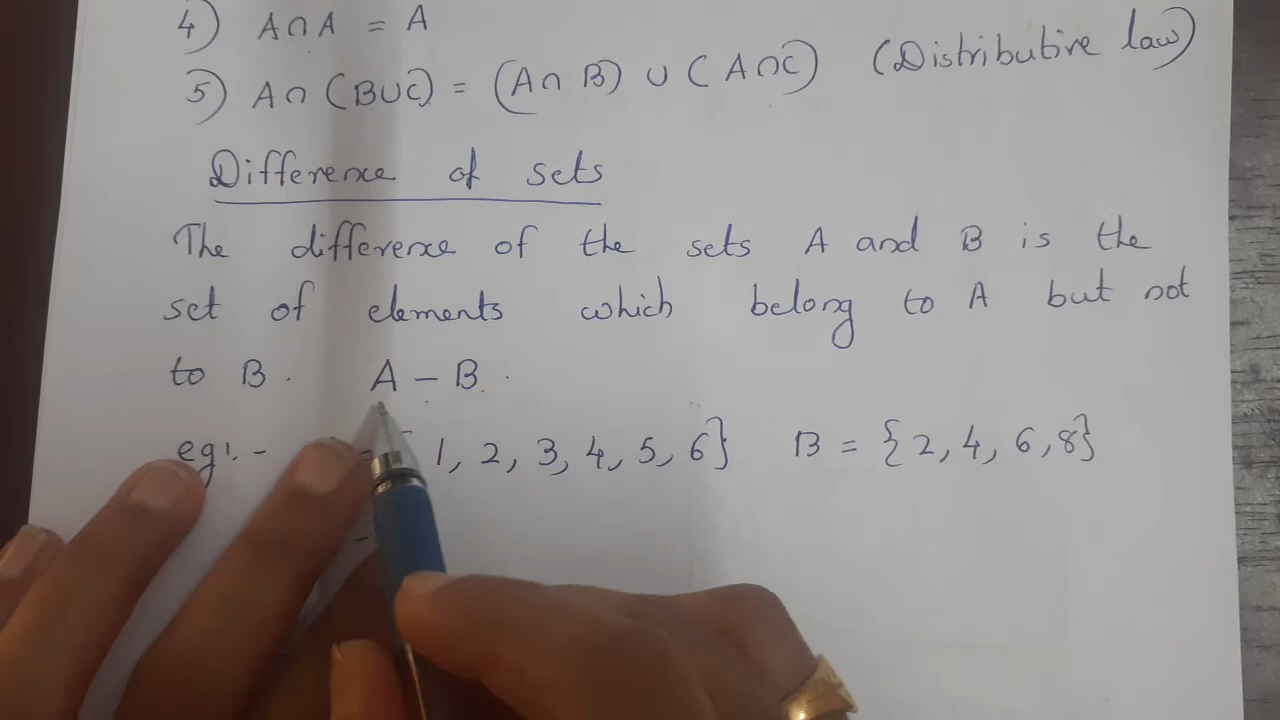 4) A∩A = A
5) A∩(B∪C) = (A∩B) ∪ (A∩C) (Distributive law)
Difference of sets
The difference of the sets A and B is the
set of elements which belong to A but not
to B. A – B.
eg:- 1, 2, 3, 4, 5, 6} B = {2, 4, 6, 8}